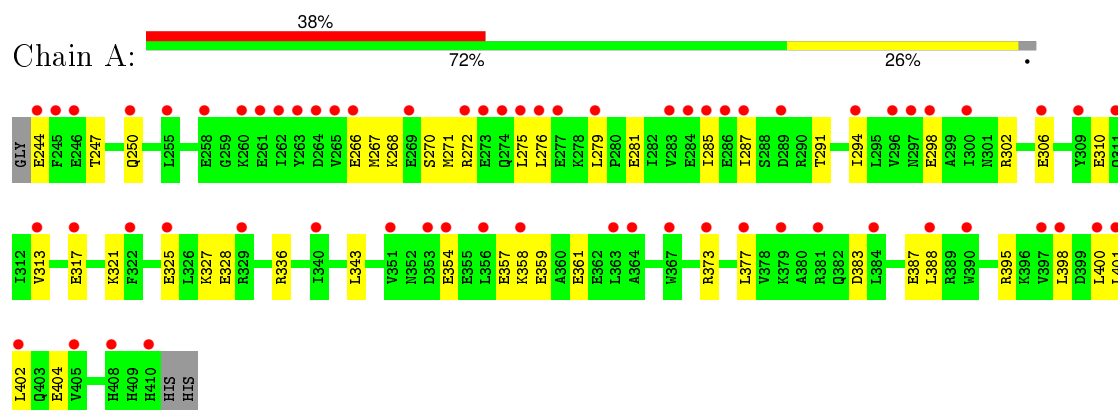 38%
Chain A:
72% 26% •
GLY E244 F245 E246 T247 Q250 L255 E258 G259 K260 E261 I262 Y263 D264 V265 E266 M267 K268 E269 S270 M271 R272 E273 Q274 L275 L276 E277 K278 L279 P280 E281 I282 V283 E284 I285 F286 I287 S288 D289 R290 T291 I294 L295 V296 N297 E298 A299 I300 N301 R302 E306 Y309 E310 Q311
I312 V313 E317 K321 F322 E325 L326 K327 E328 R329 R336 I340 L343 V351 N352 D353 E354 E355 L356 E357 K358 E359 A360 E361 E362 L363 A364 W367 R373 L377 V378 K379 A380 R381 Q382 D383 L384 E387 L388 R389 W390 R395 K396 V397 L398 D399 L400 L401
L402 Q403 E404 V405 H408 H409 H410 HIS HIS